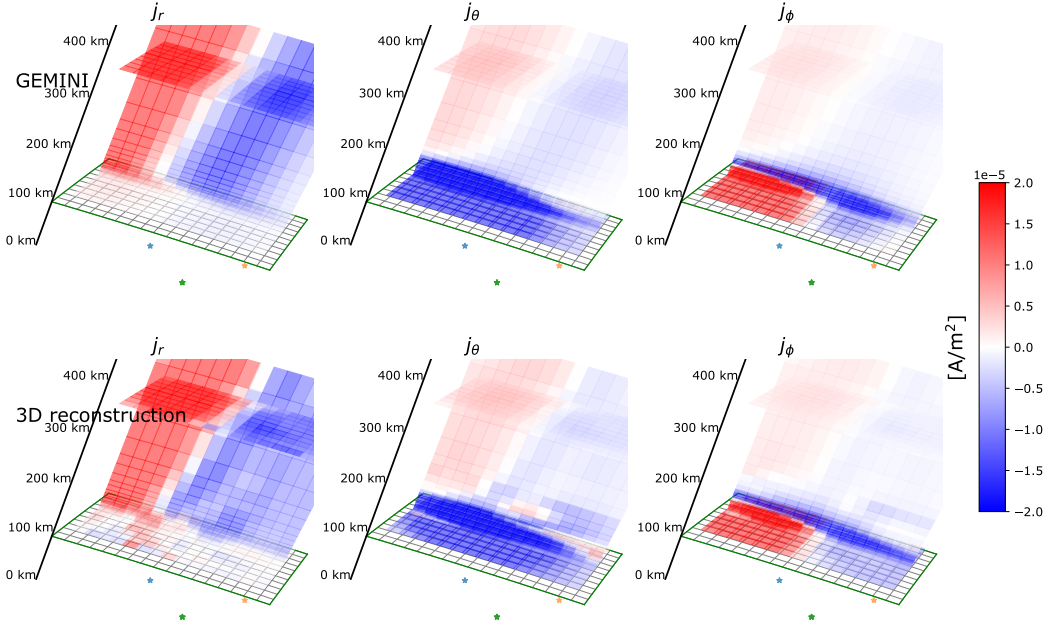 j_r
j_θ
j_ϕ
400 km
400 km
400 km
GEMINI
300 km
300 km
300 km
200 km
200 km
200 km
100 km
100 km
100 km
0 km
0 km
0 km
1e−5
2.0
1.5
1.0
0.5
0.0
−0.5
−1.0
−1.5
−2.0
[A/m²]
j_r
j_θ
j_ϕ
400 km
400 km
400 km
3D reconstruction
300 km
300 km
300 km
200 km
200 km
200 km
100 km
100 km
100 km
0 km
0 km
0 km